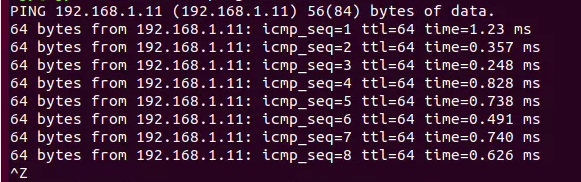 PING 192.168.1.11 (192.168.1.11) 56(84) bytes of data.
64 bytes from 192.168.1.11: icmp_seq=1 ttl=64 time=1.23 ms
64 bytes from 192.168.1.11: icmp_seq=2 ttl=64 time=0.357 ms
64 bytes from 192.168.1.11: icmp_seq=3 ttl=64 time=0.248 ms
64 bytes from 192.168.1.11: icmp_seq=4 ttl=64 time=0.828 ms
64 bytes from 192.168.1.11: icmp_seq=5 ttl=64 time=0.738 ms
64 bytes from 192.168.1.11: icmp_seq=6 ttl=64 time=0.491 ms
64 bytes from 192.168.1.11: icmp_seq=7 ttl=64 time=0.740 ms
64 bytes from 192.168.1.11: icmp_seq=8 ttl=64 time=0.626 ms
^Z